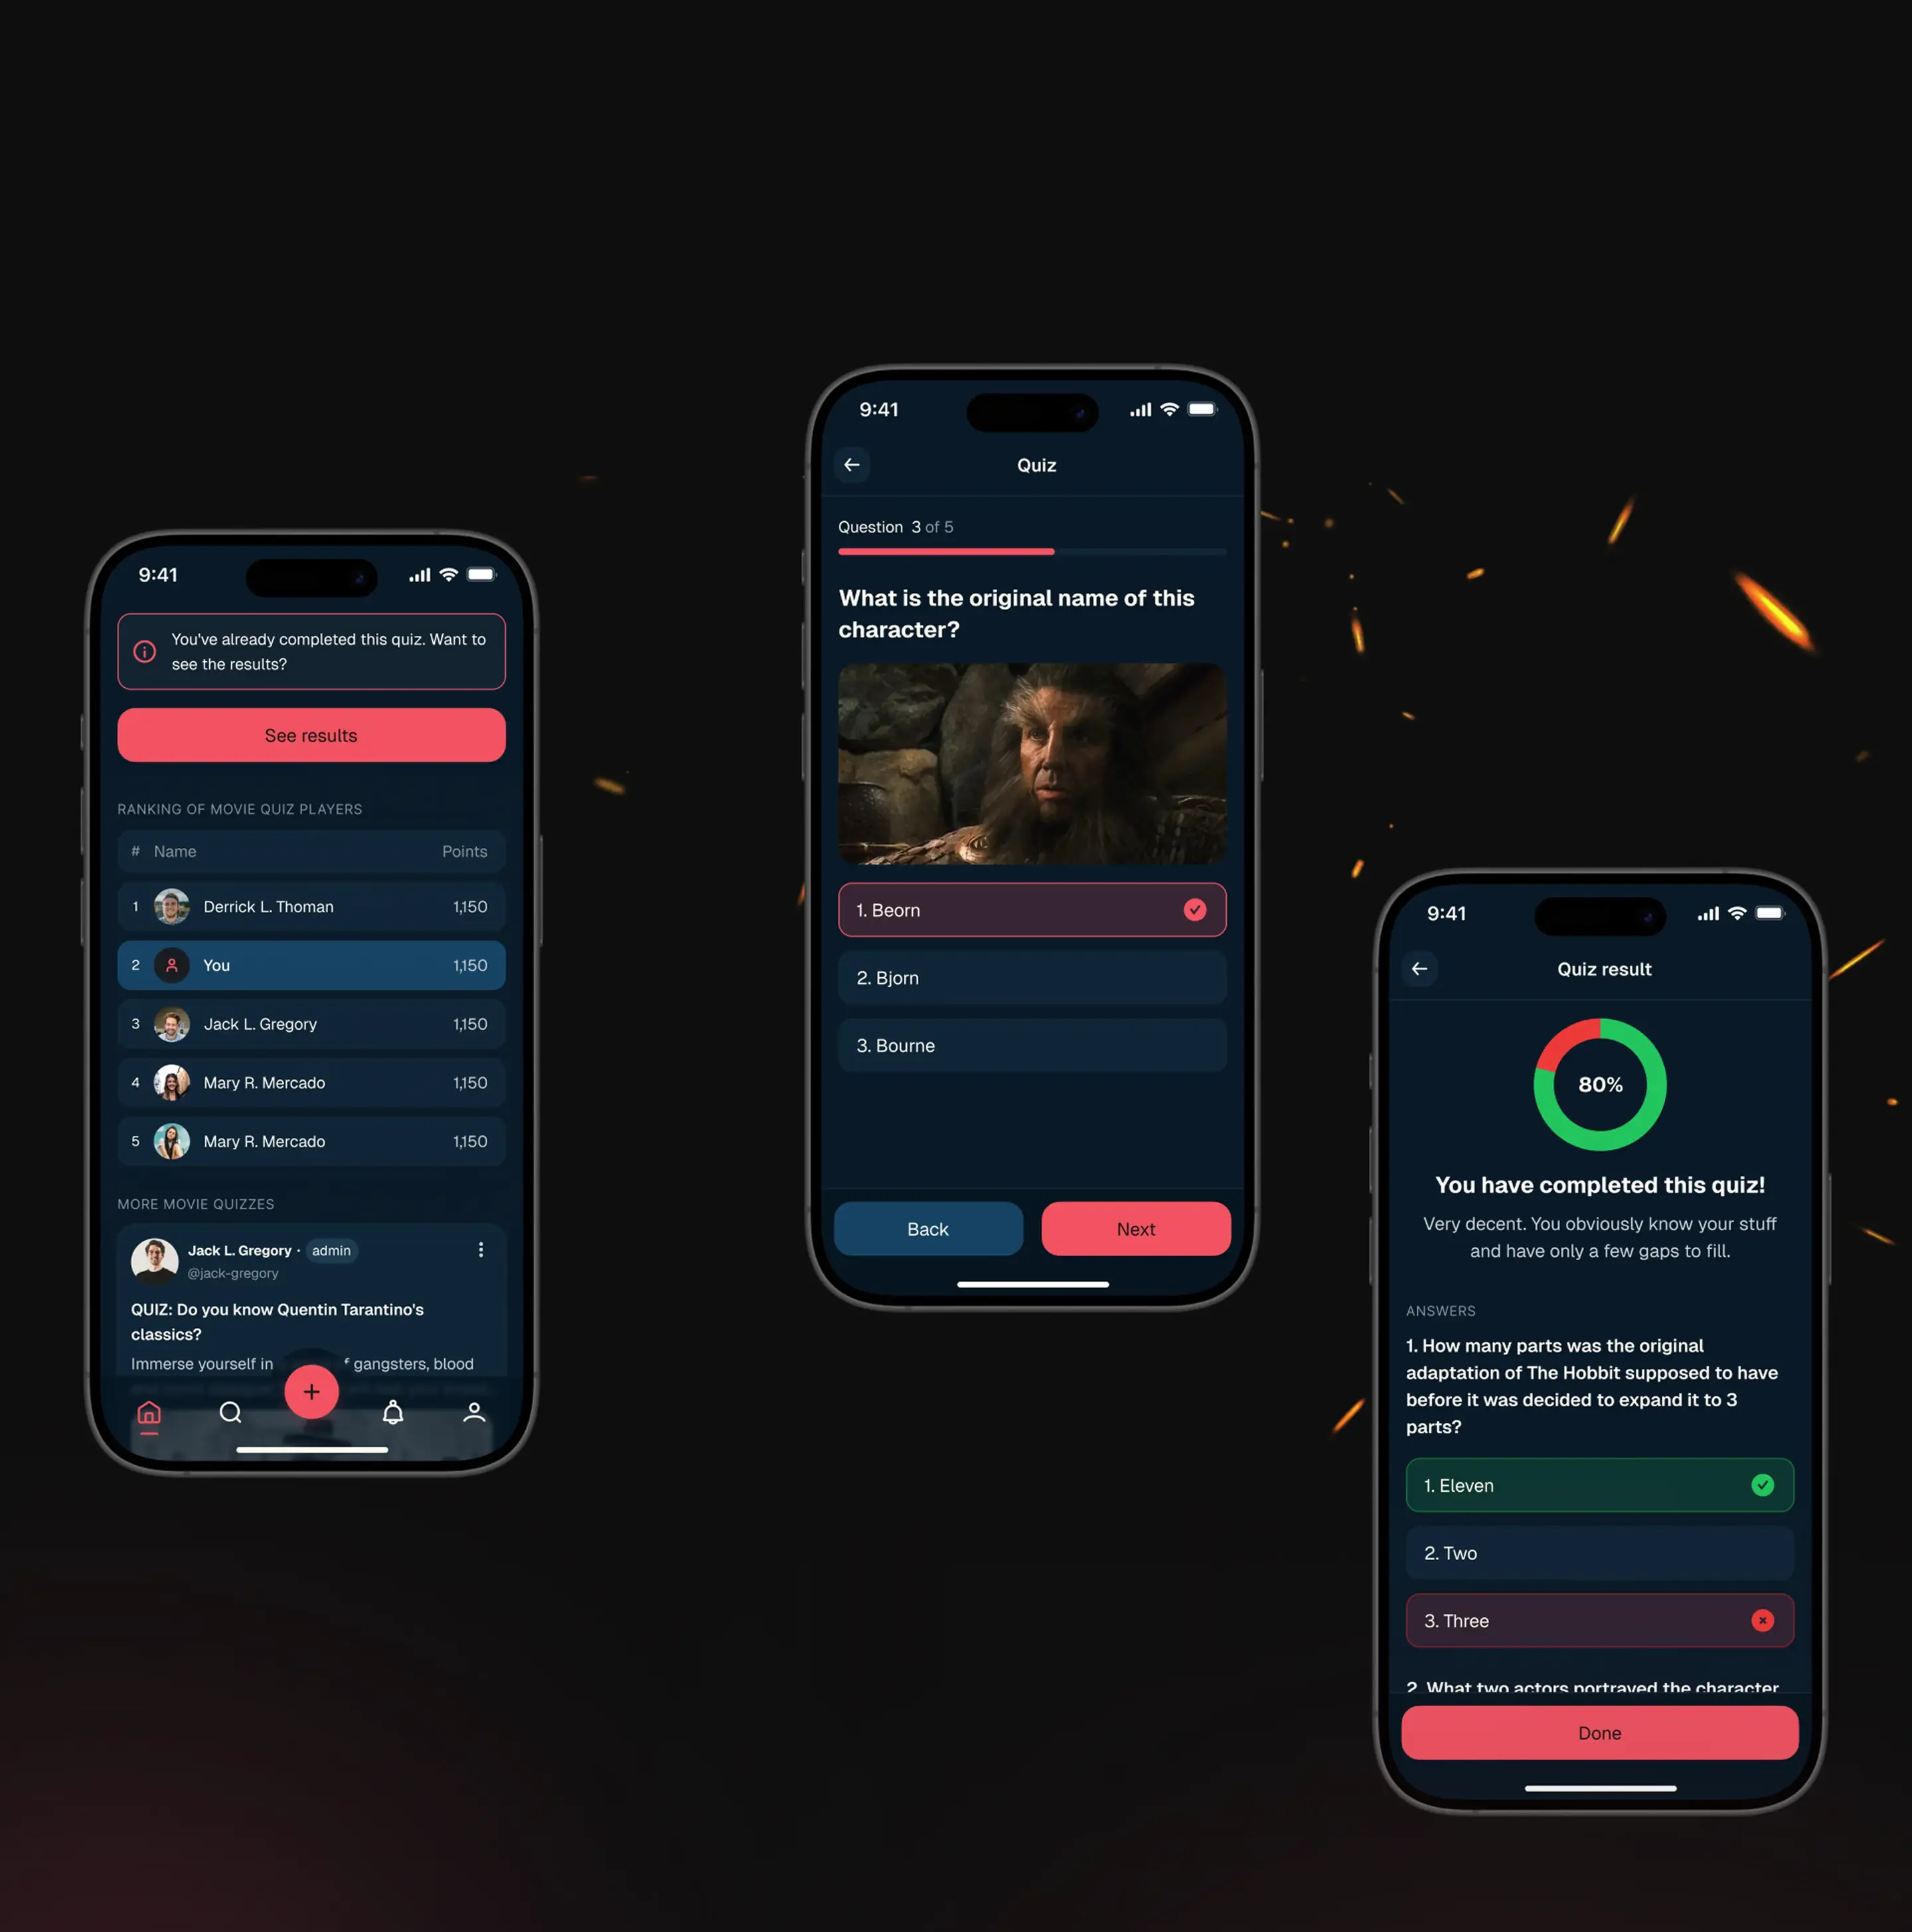 9:41
You've already completed this quiz. Want to
see the results?
See results
RANKING OF MOVIE QUIZ PLAYERS
# Name Points
1 Derrick L. Thoman 1,150
2 You 1,150
3 Jack L. Gregory 1,150
4 Mary R. Mercado 1,150
5 Mary R. Mercado 1,150
MORE MOVIE QUIZZES
Jack L. Gregory · admin
@jack-gregory
QUIZ: Do you know Quentin Tarantino's
classics?
Immerse yourself in gangsters, blood
9:41
Quiz
Question 3 of 5
What is the original name of this
character?
1. Beorn
2. Bjorn
3. Bourne
Back Next
9:41
Quiz result
80%
You have completed this quiz!
Very decent. You obviously know your stuff
and have only a few gaps to fill.
ANSWERS
1. How many parts was the original
adaptation of The Hobbit supposed to have
before it was decided to expand it to 3
parts?
1. Eleven
2. Two
3. Three
2. What two actors portrayed the character
Done